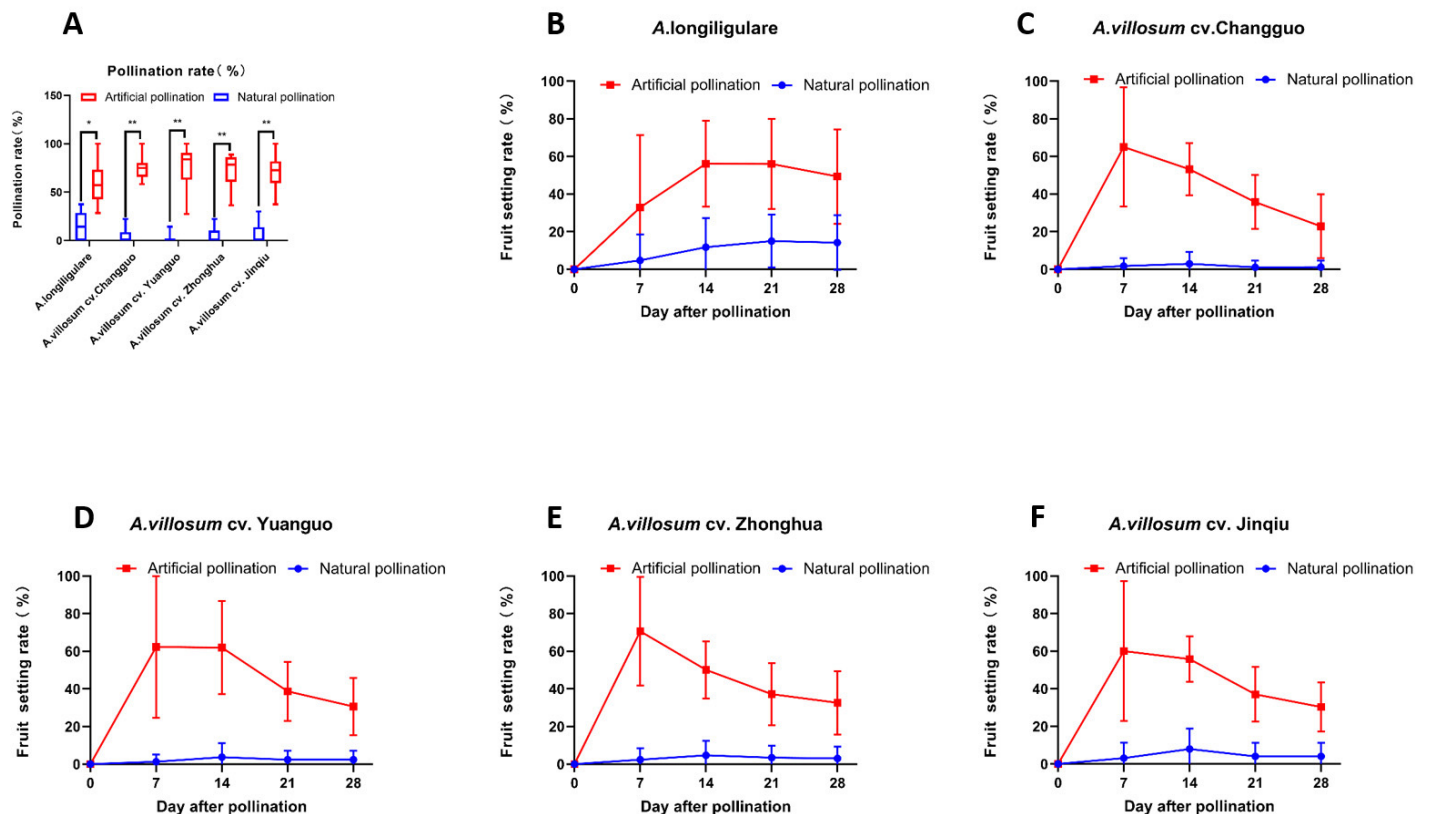 A
Pollination rate( %)
Artificial pollination Natural pollination
Pollination rate( %)
150
100
50
0
* ** ** ** **
A.longiligulare
A.villosum cv.Changguo
A.villosum cv. Yuanguo
A.villosum cv. Zhonghua
A.villosum cv. Jinqiu
B
A.longiligulare
Artificial pollination Natural pollination
Fruit setting rate ( %)
100
80
60
40
20
0
0 7 14 21 28
Day after pollination
C
A.villosum cv.Changguo
Artificial pollination Natural pollination
Fruit setting rate ( %)
100
80
60
40
20
0
0 7 14 21 28
Day after pollination
D
A.villosum cv. Yuanguo
Artificial pollination Natural pollination
Fruit setting rate ( %)
100
80
60
40
20
0
0 7 14 21 28
Day after pollination
E
A.villosum cv. Zhonghua
Artificial pollination Natural pollination
Fruit setting rate ( %)
100
80
60
40
20
0
0 7 14 21 28
Day after pollination
F
A.villosum cv. Jinqiu
Artificial pollination Natural pollination
Fruit setting rate ( %)
100
80
60
40
20
0
0 7 14 21 28
Day after pollination